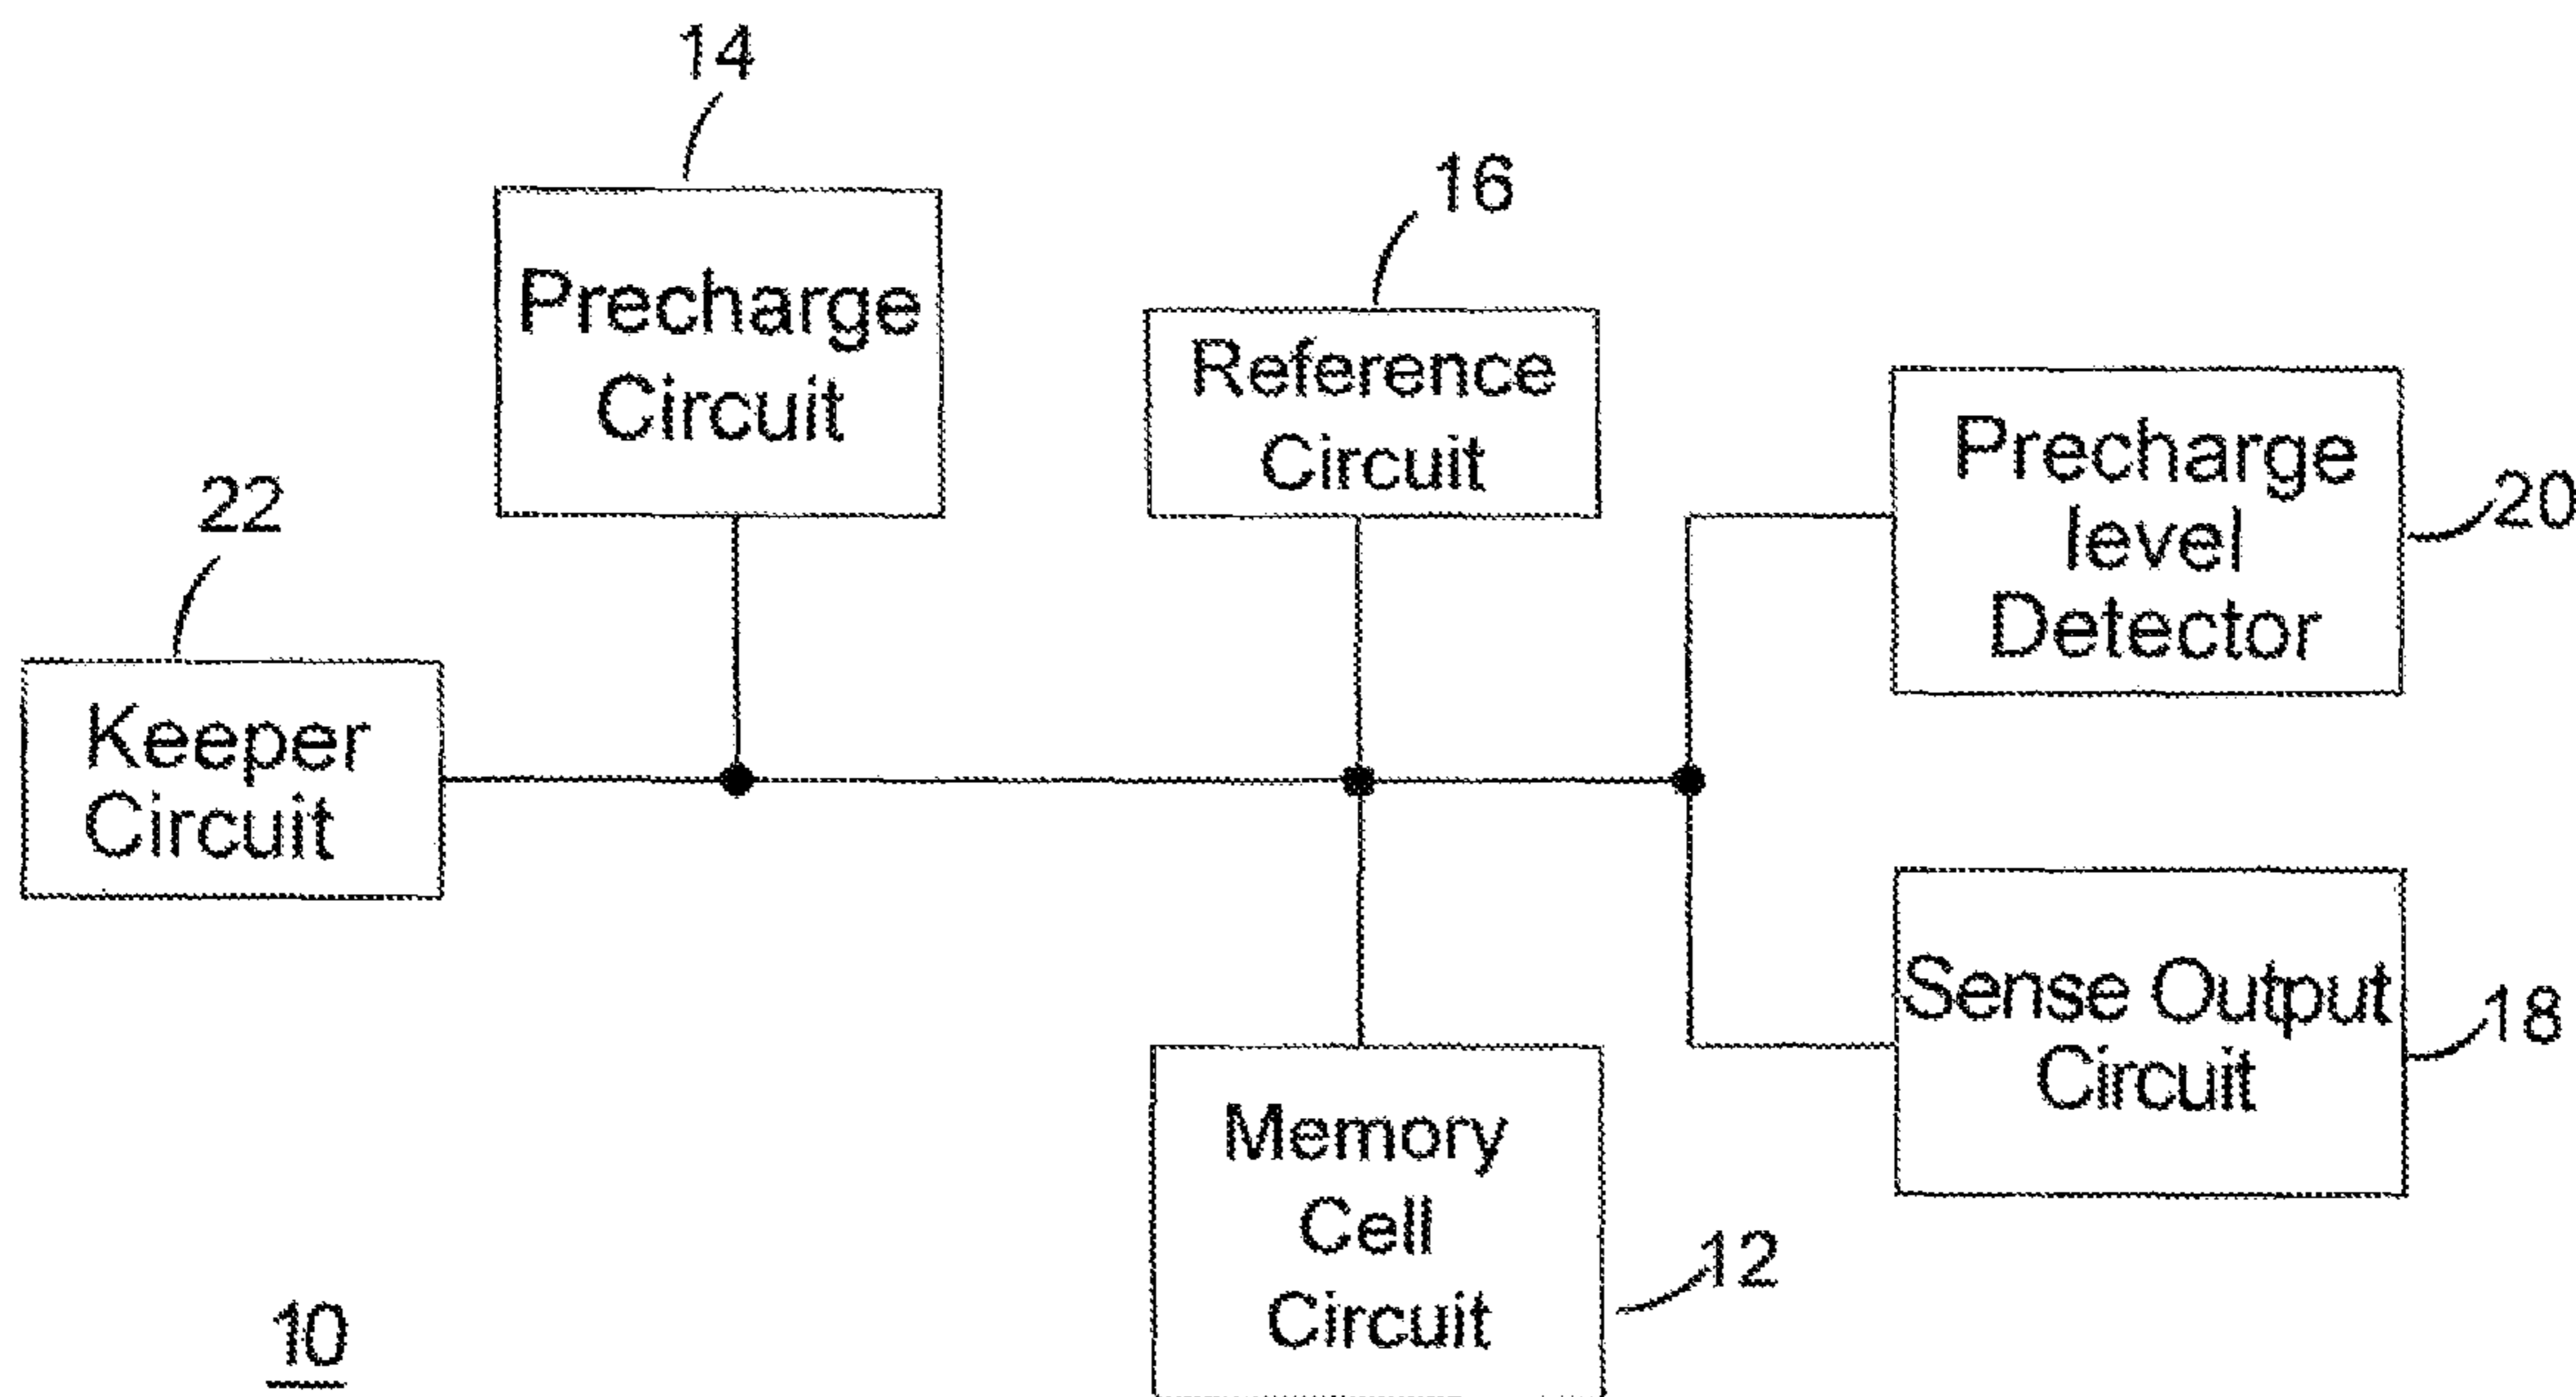 14
Precharge
Circuit
16
Reference
Circuit
Precharge
level
Detector
20
22
Keeper
Circuit
Sense Output
Circuit
18
Memory
Cell
Circuit
12
10